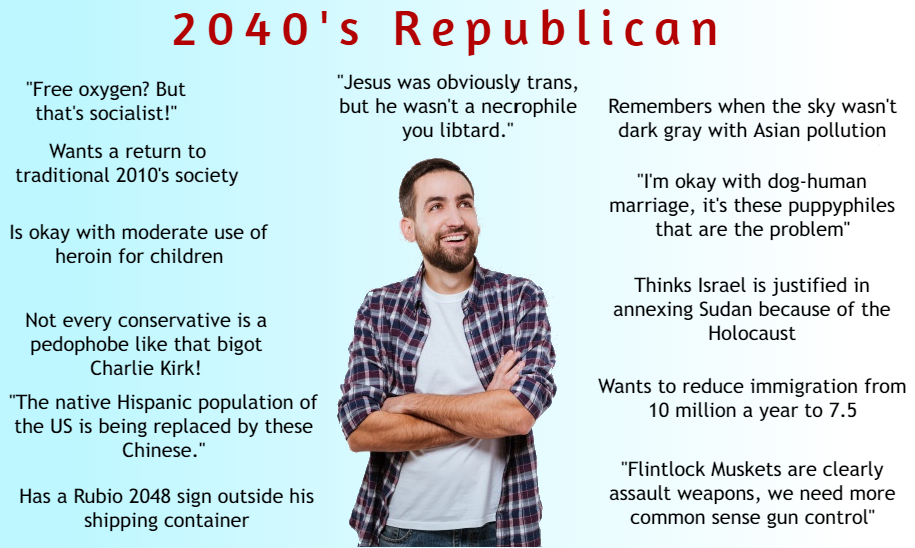 2040's Republican
"Free oxygen? But
that's socialist!"
Wants a return to
traditional 2010's society
Is okay with moderate use of
heroin for children
Not every conservative is a
pedophobe like that bigot
Charlie Kirk!
"The native Hispanic population of
the US is being replaced by these
Chinese."
Has a Rubio 2048 sign outside his
shipping container
"Jesus was obviously trans,
but he wasn't a necrophile
you libtard."
Remembers when the sky wasn't
dark gray with Asian pollution
"I'm okay with dog-human
marriage, it's these puppyphiles
that are the problem"
Thinks Israel is justified in
annexing Sudan because of the
Holocaust
Wants to reduce immigration from
10 million a year to 7.5
"Flintlock Muskets are clearly
assault weapons, we need more
common sense gun control"